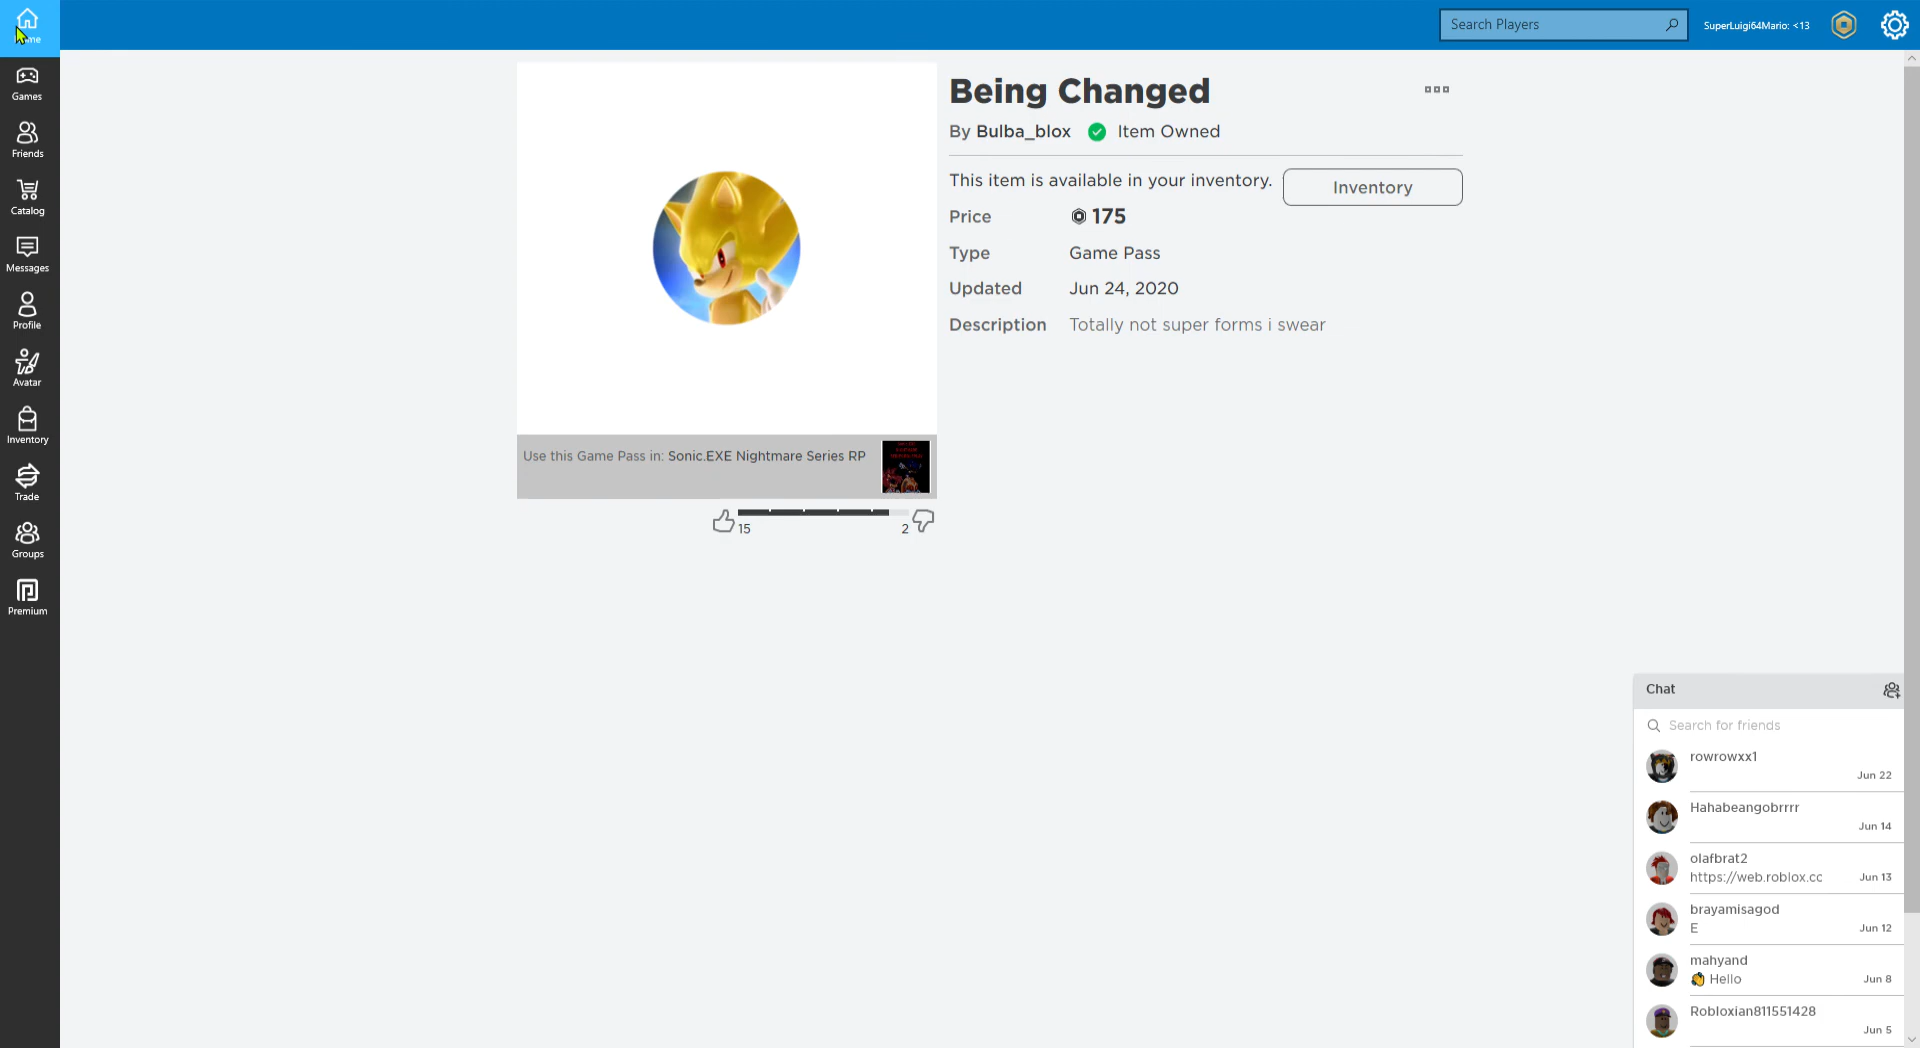 Search Players
SuperLuigi64Mario: <13
Games
Friends
Catalog
Messages
Profile
Avatar
Inventory
Trade
Groups
Premium
Being Changed
By Bulba_blox Item Owned
This item is available in your inventory.
Inventory
Price 175
Type Game Pass
Updated Jun 24, 2020
Description Totally not super forms i swear
Use this Game Pass in: Sonic.EXE Nightmare Series RP
15
2
Chat
Search for friends
rowrowxx1
Jun 22
Hahabeangobrrrr
Jun 14
olafbrat2
https://web.roblox.cc Jun 13
brayamisagod
E Jun 12
mahyand
👋 Hello Jun 8
Robloxian811551428
Jun 5